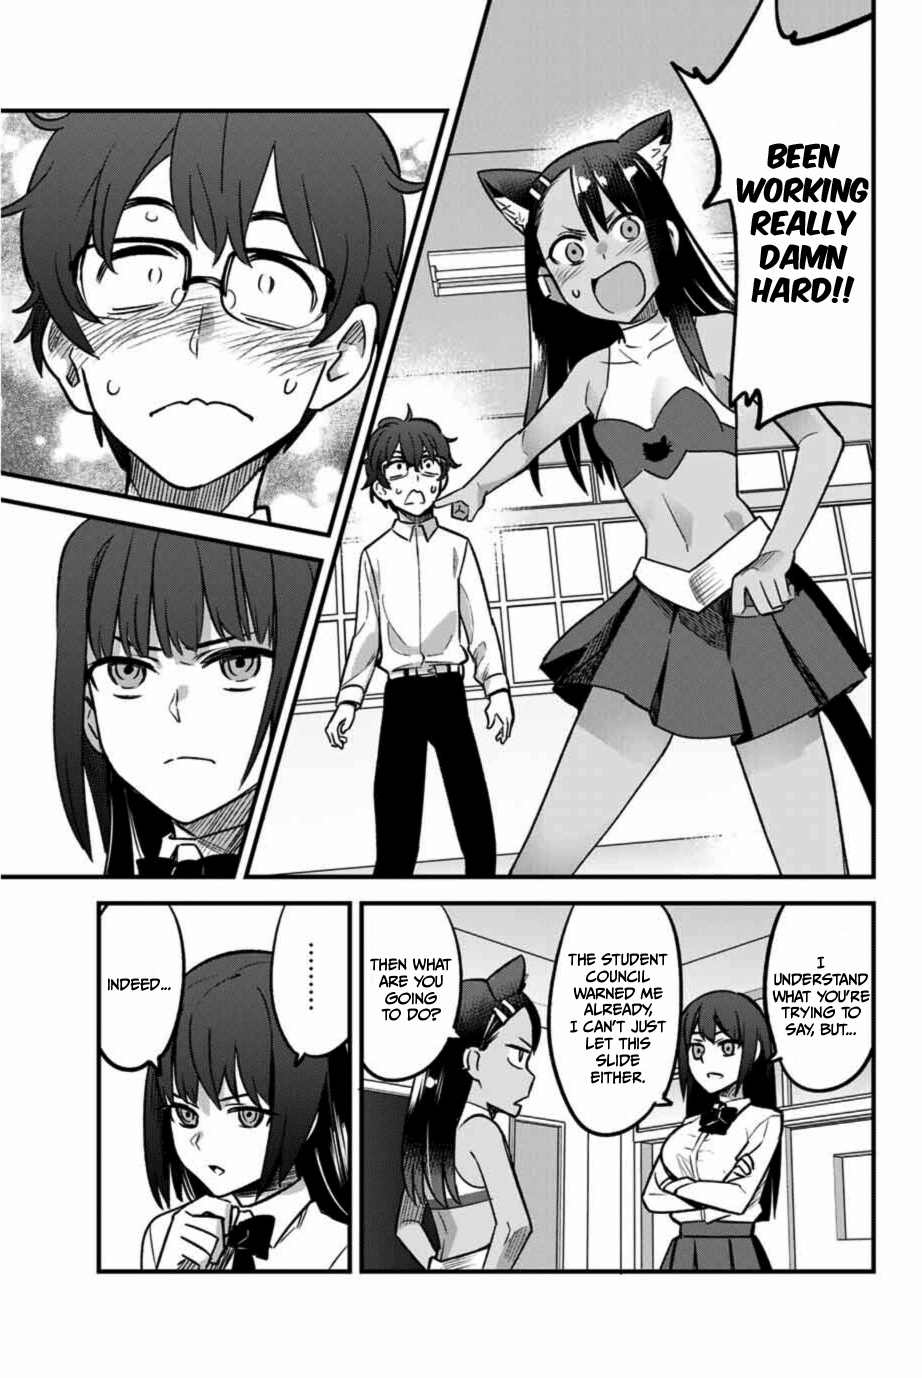 BEEN
WORKING
REALLY
DAMN
HARD!!
I
UNDERSTAND
WHAT YOU'RE
TRYING TO
SAY, BUT...
THE STUDENT
COUNCIL
WARNED ME
ALREADY,
I CAN'T JUST
LET THIS
SLIDE
EITHER.
THEN WHAT
ARE YOU
GOING
TO DO?
.........
INDEED...